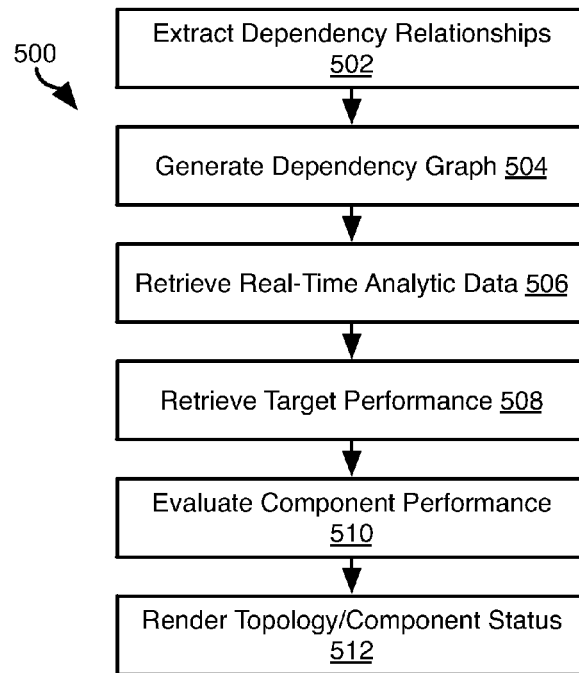 500
Extract Dependency Relationships
502
Generate Dependency Graph 504
Retrieve Real-Time Analytic Data 506
Retrieve Target Performance 508
Evaluate Component Performance
510
Render Topology/Component Status
512